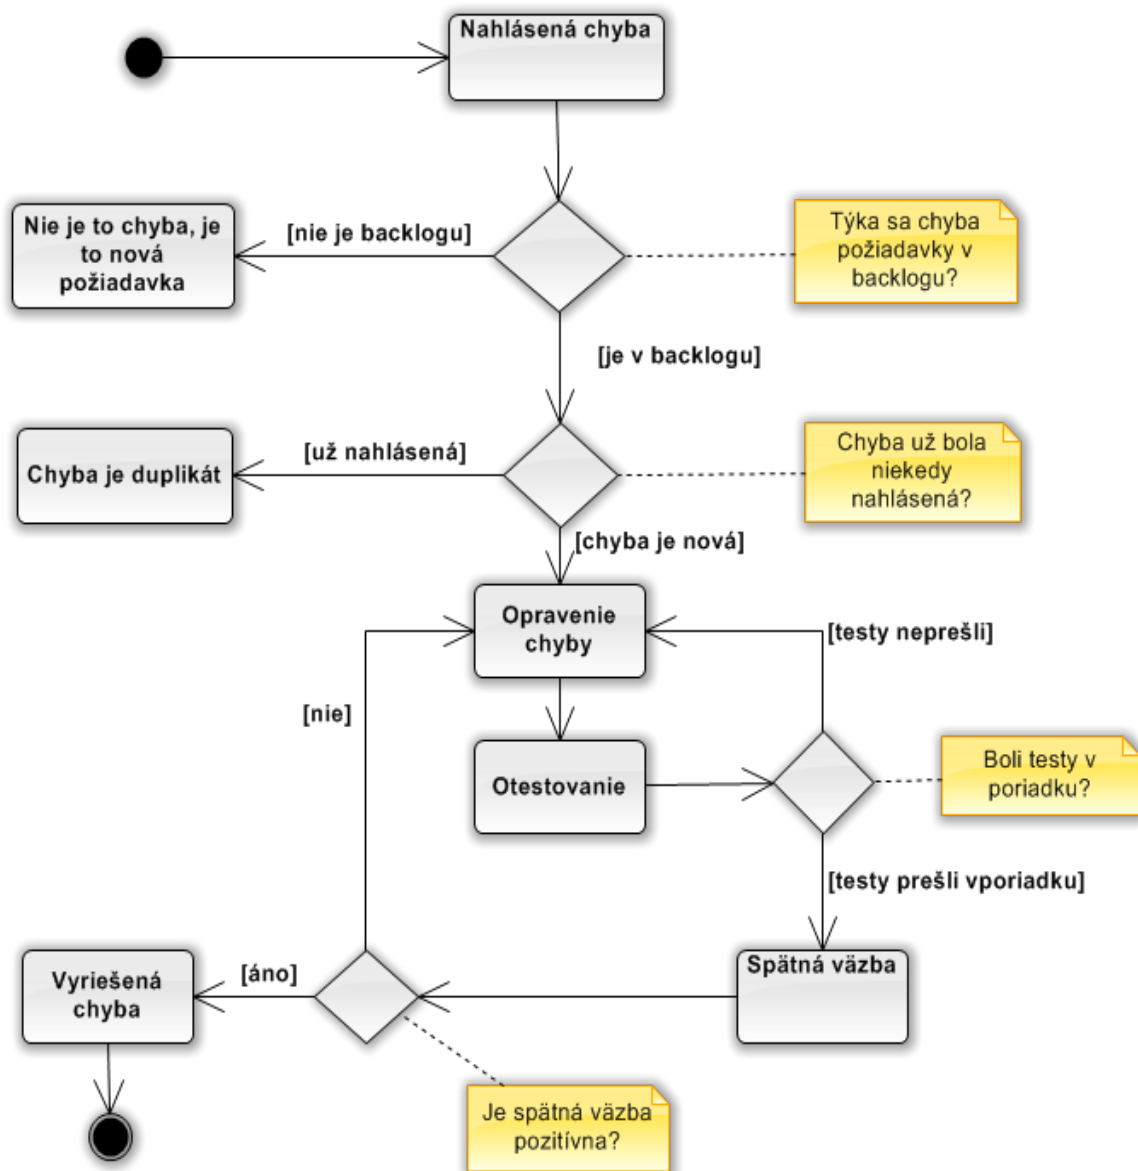 Nahlásená chyba
Nie je to chyba, je
to nová
požiadavka
[nie je backlogu]
Týka sa chyba
požiadavky v
backlogu?
[je v backlogu]
Chyba je duplikát
[už nahlásená]
Chyba už bola
niekedy
nahlásená?
[chyba je nová]
Opravenie
chyby
[testy neprešli]
[nie]
Otestovanie
Boli testy v
poriadku?
[testy prešli vporiadku]
Vyriešená
chyba
[áno]
Spätná väzba
Je spätná väzba
pozitívna?